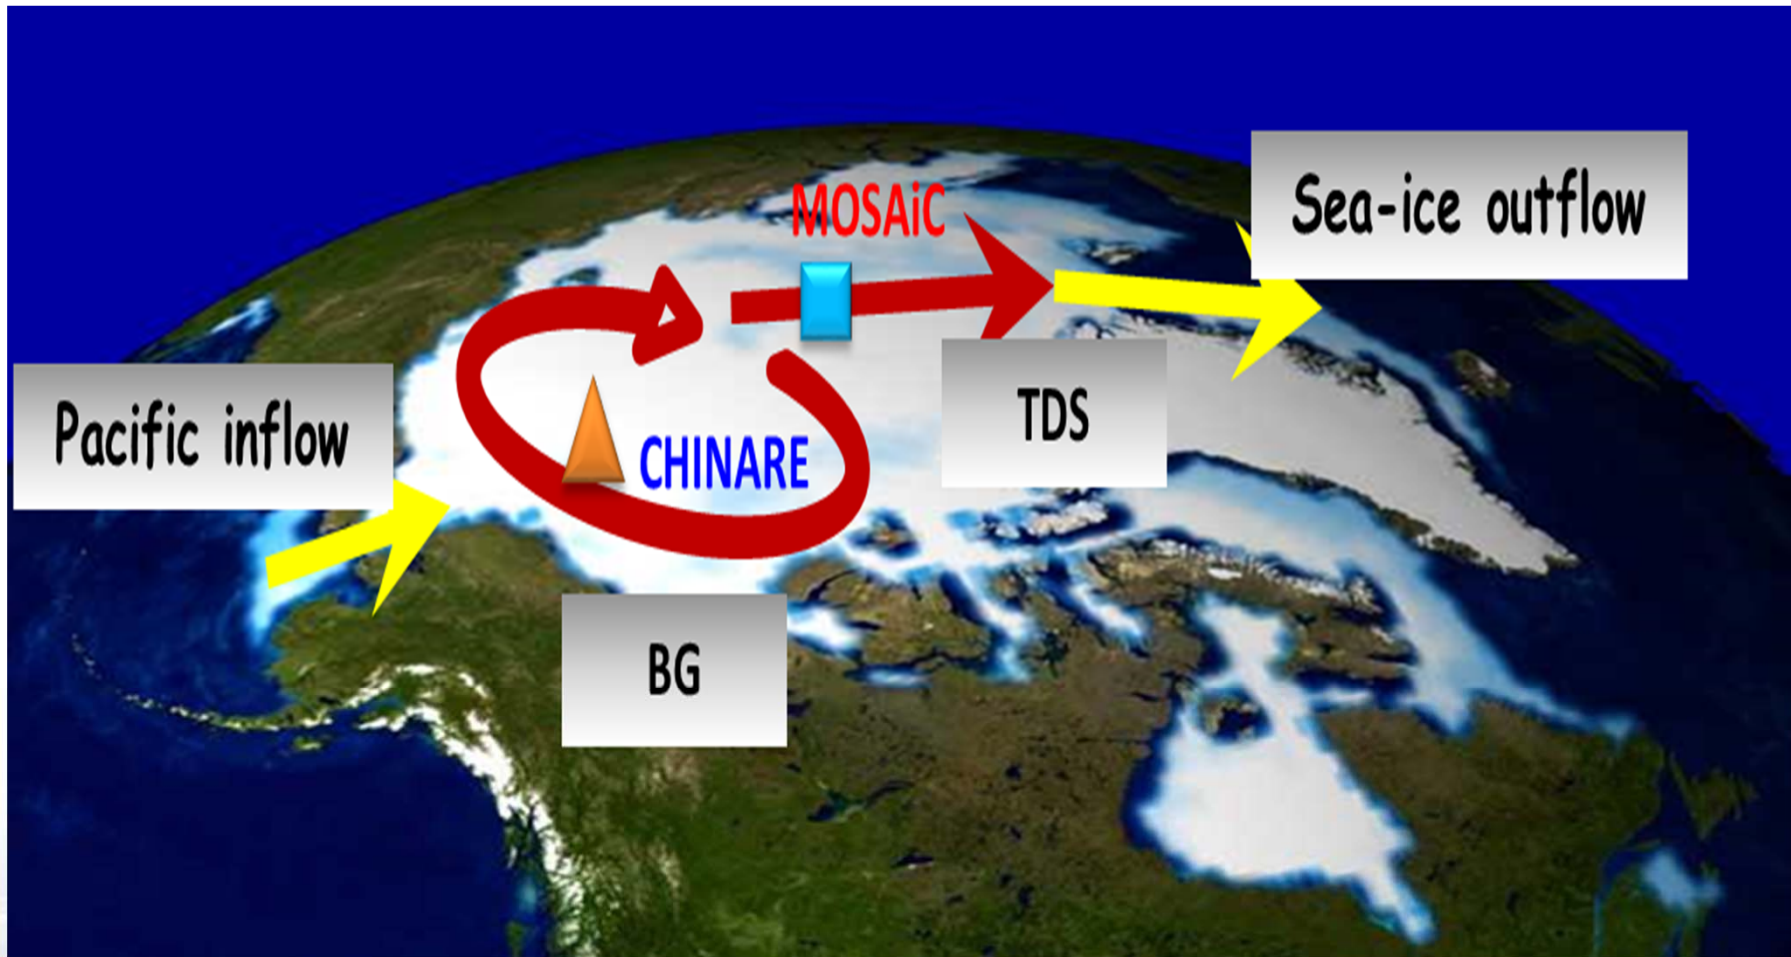 MOSAiC
Sea-ice outflow
Pacific inflow
CHINARE
TDS
BG